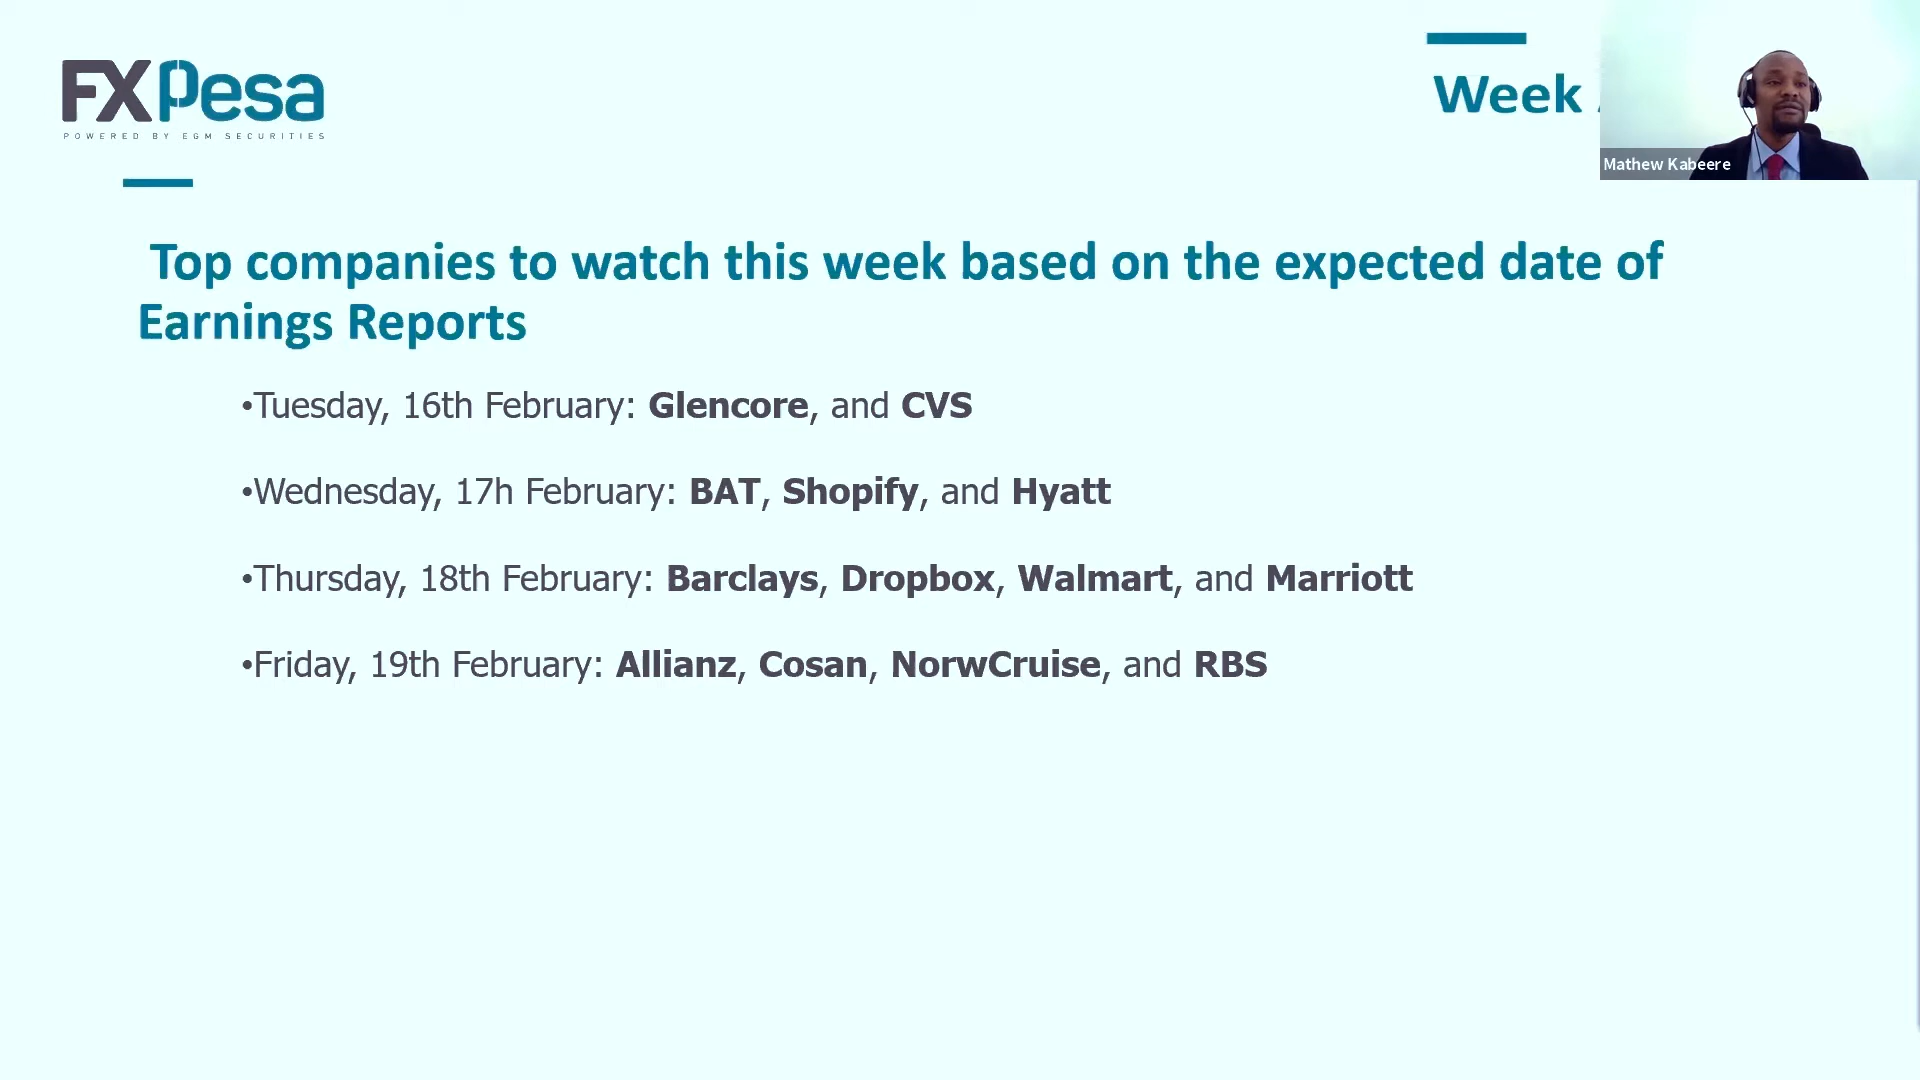 FXPesa
POWERED BY EGM SECURITIES
Week
Mathew Kabeere
Top companies to watch this week based on the expected date of
Earnings Reports
•Tuesday, 16th February: Glencore, and CVS
•Wednesday, 17h February: BAT, Shopify, and Hyatt
•Thursday, 18th February: Barclays, Dropbox, Walmart, and Marriott
•Friday, 19th February: Allianz, Cosan, NorwCruise, and RBS